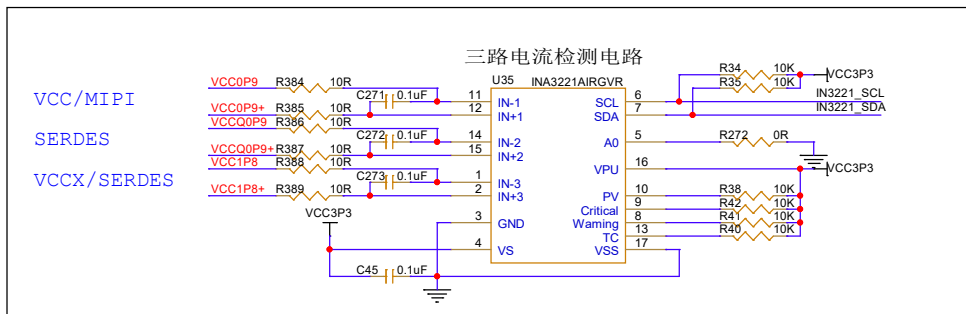 三路电流检测电路
U35 INA3221AIRGVR
VCC/MIPI
SERDES
VCCX/SERDES
VCC0P9 R384 10R
C271 0.1uF
VCC0P9+ R385 10R
VCCQ0P9 R386 10R
C272 0.1uF
VCCQ0P9+ R387 10R
VCC1P8 R388 10R
C273 0.1uF
VCC1P8+ R389 10R
VCC3P3
C45 0.1uF
11 IN-1
12 IN+1
14 IN-2
15 IN+2
1 IN-3
2 IN+3
3 GND
4 VS
SCL 6
SDA 7
A0 5
VPU 16
PV 10
Critical 9
Warning 8
TC 13
VSS 17
R34 10K
R35 10K
VCC3P3
IN3221_SCL
IN3221_SDA
R272 0R
VCC3P3
R38 10K
R42 10K
R41 10K
R40 10K